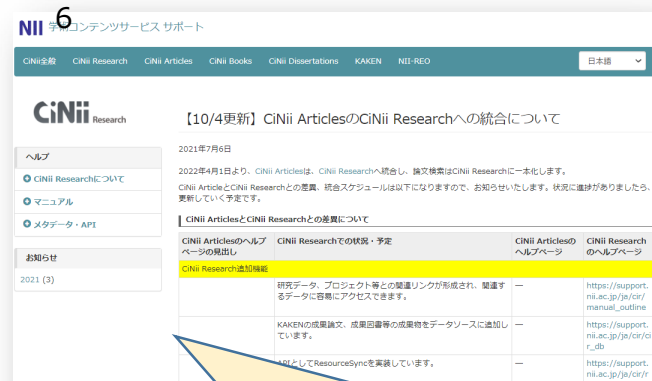 6
NII 学術コンテンツサービス サポート
CiNii全般 CiNii Research CiNii Articles CiNii Books CiNii Dissertations KAKEN NII-REO 日本語
CiNii Research
【10/4更新】CiNii ArticlesのCiNii Researchへの統合について
2021年7月6日
ヘルプ
CiNii Researchについて
マニュアル
メタデータ・API
お知らせ
2021 (3)
2022年4月1日より、CiNii Articlesは、CiNii Researchへ統合し、論文検索はCiNii Researchに一本化します。
CiNii ArticleとCiNii Researchとの差異、統合スケジュールは以下になりますので、お知らせいたします。状況に進捗がありましたら、
更新していく予定です。
CiNii ArticlesとCiNii Researchとの差異について
CiNii Articlesのヘルプ CiNii Researchでの状況・予定 CiNii Articlesの CiNii Research
ページの見出し ヘルプページ のヘルプページ
CiNii Research追加機能
研究データ、プロジェクト等との関連リンクが形成され、関連す — https://support.
るデータに容易にアクセスできます。 nii.ac.jp/ja/cir/
manual_outline
KAKENの成果論文、成果図書等の成果物をデータソースに追加し — https://support.
ています。 nii.ac.jp/ja/cir/ci
r_db
APIとしてResourceSyncを実装しています。 — https://support.
nii.ac.jp/ja/cir/r